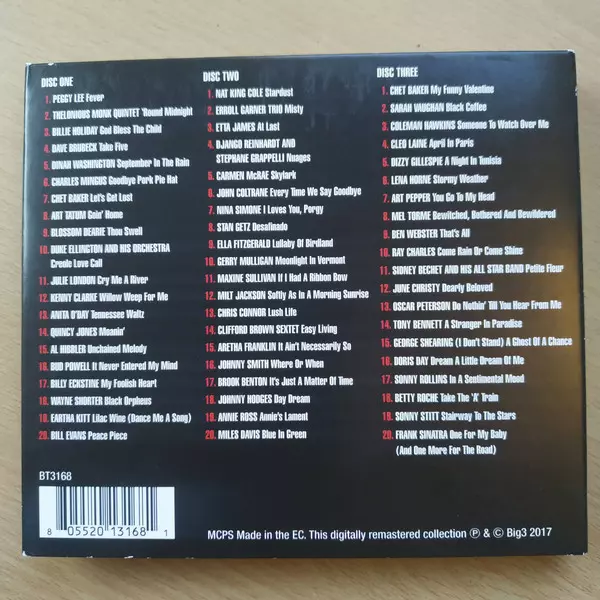 DISC ONE
1. PEGGY LEE Fever
2. THELONIOUS MONK QUINTET 'Round Midnight
3. BILLIE HOLIDAY God Bless The Child
4. DAVE BRUBECK Take Five
5. DINAH WASHINGTON September In The Rain
6. CHARLES MINGUS Goodbye Pork Pie Hat
7. CHET BAKER Let's Get Lost
8. ART TATUM Goin' Home
9. BLOSSOM DEARIE Thou Swell
10. DUKE ELLINGTON AND HIS ORCHESTRA
Creole Love Call
11. JULIE LONDON Cry Me A River
12. KENNY CLARKE Willow Weep For Me
13. ANITA O'DAY Tennessee Waltz
14. QUINCY JONES Moanin'
15. AL HIBBLER Unchained Melody
16. BUD POWELL It Never Entered My Mind
17. BILLY ECKSTINE My Foolish Heart
18. WAYNE SHORTER Black Orpheus
19. EARTHA KITT Lilac Wine (Dance Me A Song)
20. BILL EVANS Peace Piece
DISC TWO
1. NAT KING COLE Stardust
2. ERROLL GARNER TRIO Misty
3. ETTA JAMES At Last
4. DJANGO REINHARDT AND
STEPHANE GRAPPELLI Nuages
5. CARMEN McRAE Skylark
6. JOHN COLTRANE Every Time We Say Goodbye
7. NINA SIMONE I Loves You, Porgy
8. STAN GETZ Desafinado
9. ELLA FITZGERALD Lullaby Of Birdland
10. GERRY MULLIGAN Moonlight In Vermont
11. MAXINE SULLIVAN If I Had A Ribbon Bow
12. MILT JACKSON Softly As In A Morning Sunrise
13. CHRIS CONNOR Lush Life
14. CLIFFORD BROWN SEXTET Easy Living
15. ARETHA FRANKLIN It Ain't Necessarily So
16. JOHNNY SMITH Where Or When
17. BROOK BENTON It's Just A Matter Of Time
18. JOHNNY HODGES Day Dream
19. ANNIE ROSS Annie's Lament
20. MILES DAVIS Blue In Green
DISC THREE
1. CHET BAKER My Funny Valentine
2. SARAH VAUGHAN Black Coffee
3. COLEMAN HAWKINS Someone To Watch Over Me
4. CLEO LAINE April In Paris
5. DIZZY GILLESPIE A Night In Tunisia
6. LENA HORNE Stormy Weather
7. ART PEPPER You Go To My Head
8. MEL TORME Bewitched, Bothered And Bewildered
9. BEN WEBSTER That's All
10. RAY CHARLES Come Rain Or Come Shine
11. SIDNEY BECHET AND HIS ALL STAR BAND Petite Fleur
12. JUNE CHRISTY Dearly Beloved
13. OSCAR PETERSON Do Nothin' Till You Hear From Me
14. TONY BENNETT A Stranger In Paradise
15. GEORGE SHEARING (I Don't Stand) A Ghost Of A Chance
16. DORIS DAY Dream A Little Dream Of Me
17. SONNY ROLLINS In A Sentimental Mood
18. BETTY ROCHE Take The 'A' Train
19. SONNY STITT Stairway To The Stars
20. FRANK SINATRA One For My Baby
(And One More For The Road)
BT3168
8 05520 13168 1
MCPS Made in the EC. This digitally remastered collection ℗ & © Big3 2017